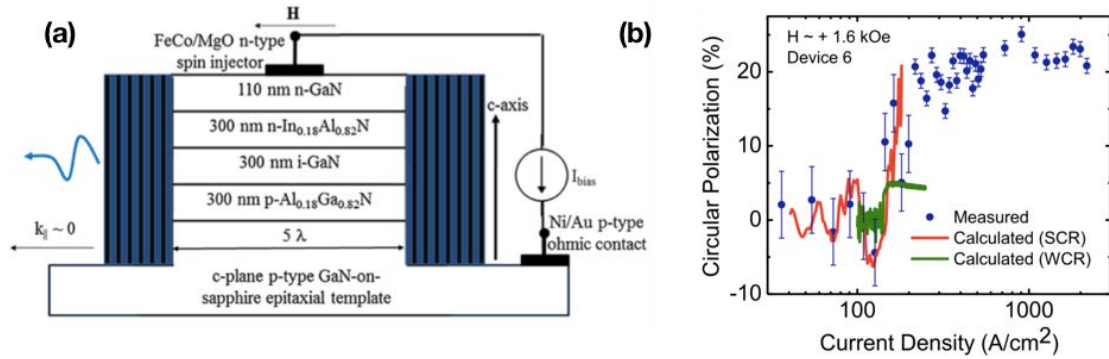 (a)
H
FeCo/MgO n-type
spin injector
110 nm n-GaN
300 nm n-In0.18Al0.82N
300 nm i-GaN
300 nm p-Al0.18Ga0.82N
5 λ
c-plane p-type GaN-on-
sapphire epitaxial template
c-axis
Ibias
Ni/Au p-type
ohmic contact
k∥ ~ 0
(b)
H ~ + 1.6 kOe
Device 6
Circular Polarization (%)
20
10
0
-10
Measured
Calculated (SCR)
Calculated (WCR)
100
1000
Current Density (A/cm2)